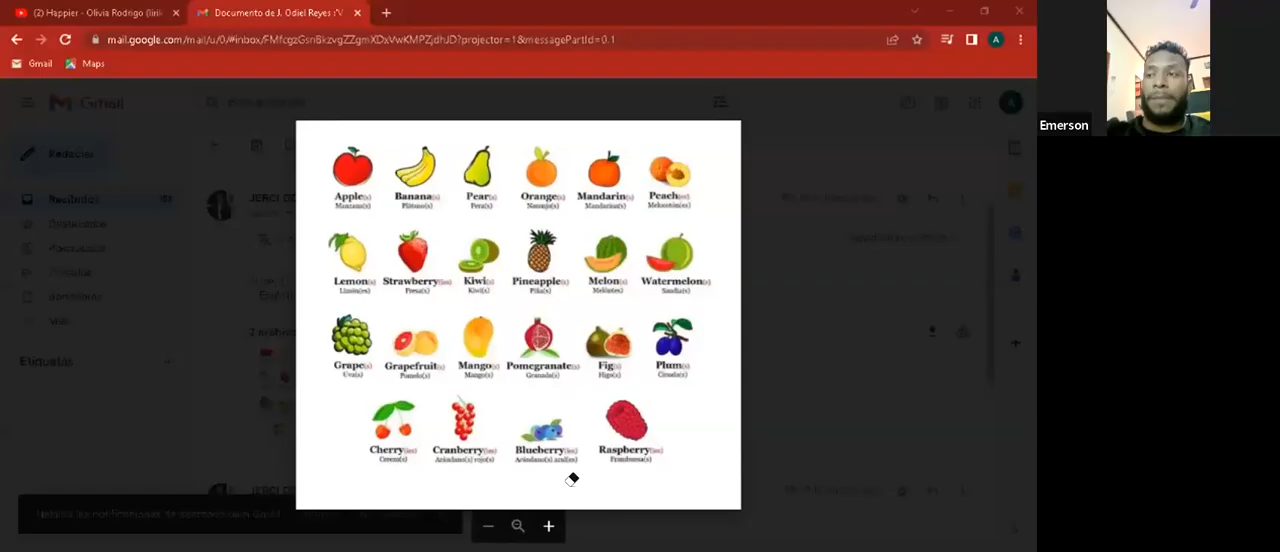 (2) Happier - Olivia Rodrigo (lirik
Documento de J. Odiel Reyes :'V
mail.google.com/mail/u/0/#inbox/FMfcgzGsnBkzvgZZgmXDxVwKMPZjdhJD?projector=1&messagePartId=0.1
A
Gmail Maps
Gmail
A
Redactar
Recibidos
Emerson
Apple(s) Banana(s) Pear(s) Orange(s) Mandarin(s) Peach(es)
Manzana(s) Plátano(s) Pera(s) Naranja(s) Mandarina(s) Melocotón(es)
Lemon(s) Strawberry(ies) Kiwi(s) Pineapple(s) Melon(s) Watermelon(s)
Limón(es) Fresa(s) Kiwi(s) Piña(s) Melón(es) Sandía(s)
Grape(s) Grapefruit(s) Mango(s) Pomegranate(s) Fig(s) Plum(s)
Uva(s) Pomelo(s) Mango(s) Granada(s) Higo(s) Ciruela(s)
Cherry(ies) Cranberry(ies) Blueberry(ies) Raspberry(ies)
Cereza(s) Arándano(s) rojo(s) Arándano(s) azul(es) Frambuesa(s)
Etiquetas